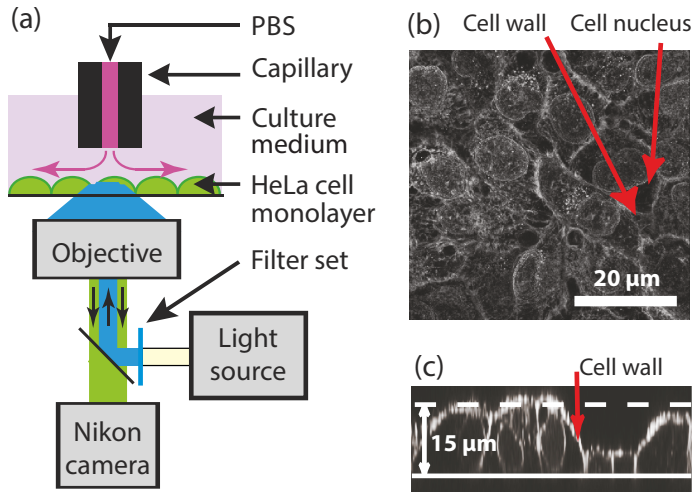 (a)
PBS
Capillary
Culture
medium
HeLa cell
monolayer
Objective
Filter set
Light
source
Nikon
camera
(b)
Cell wall
Cell nucleus
20 µm
(c)
Cell wall
15 µm